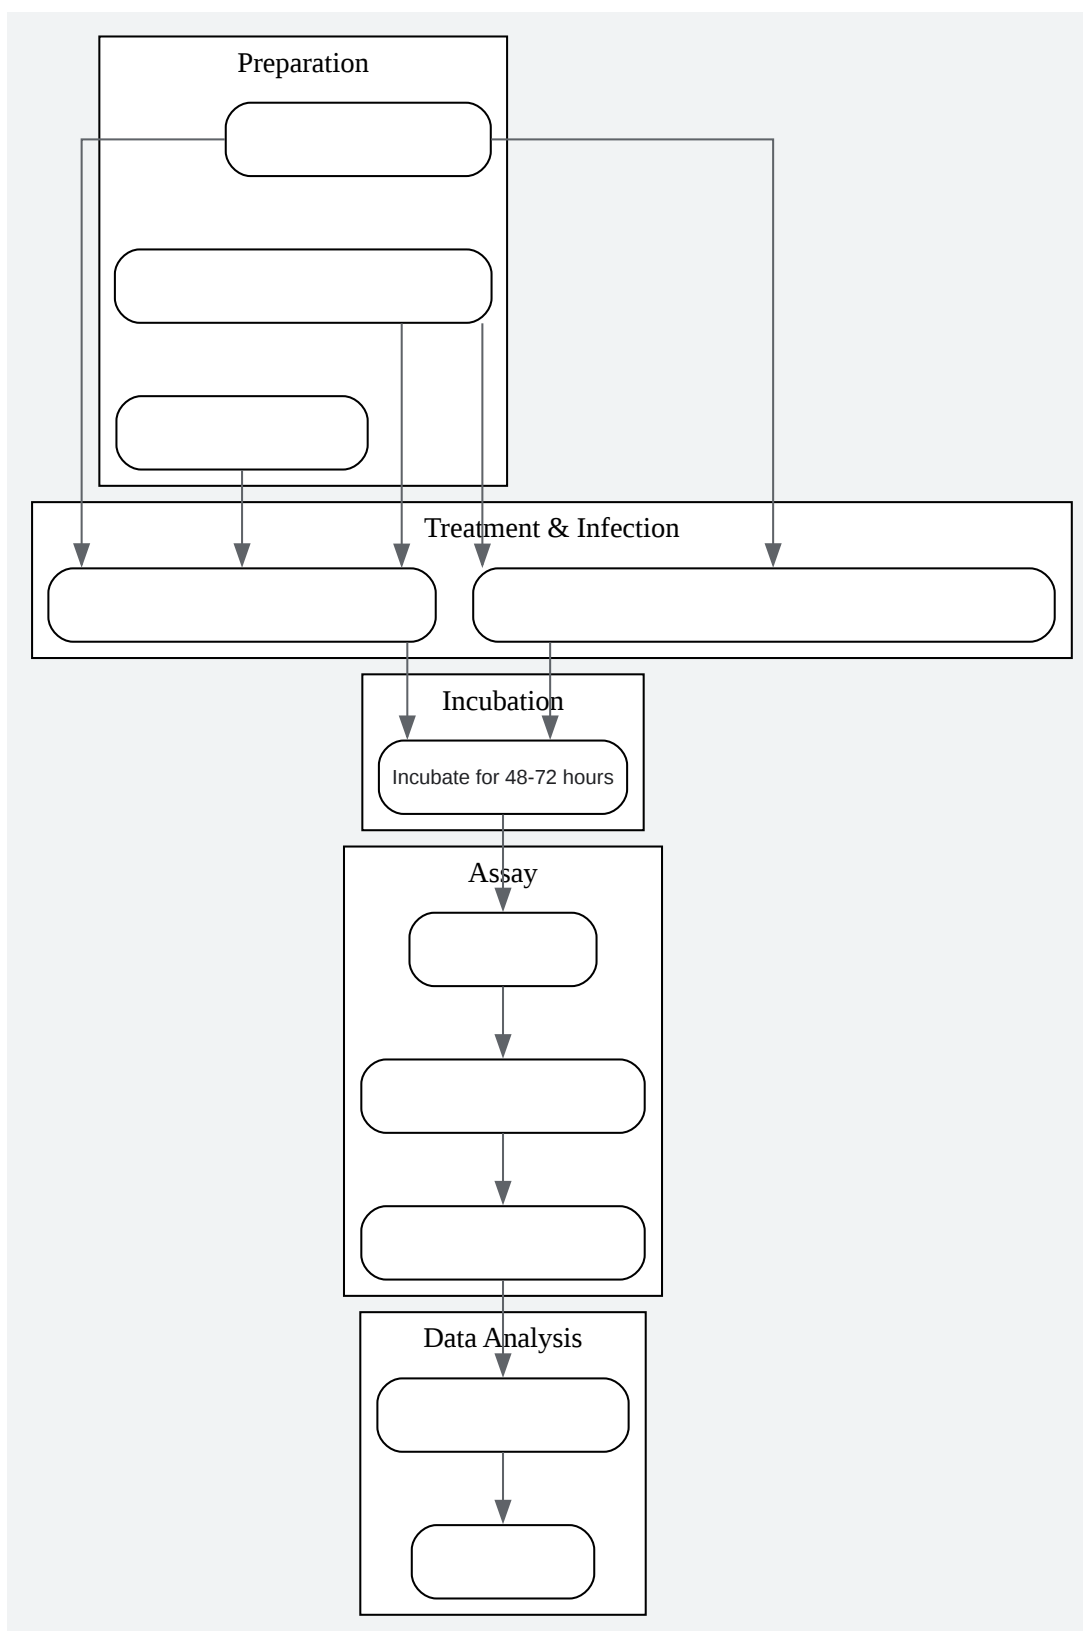 Preparation
Treatment & Infection
Incubation
Incubate for 48-72 hours
Assay
Data Analysis